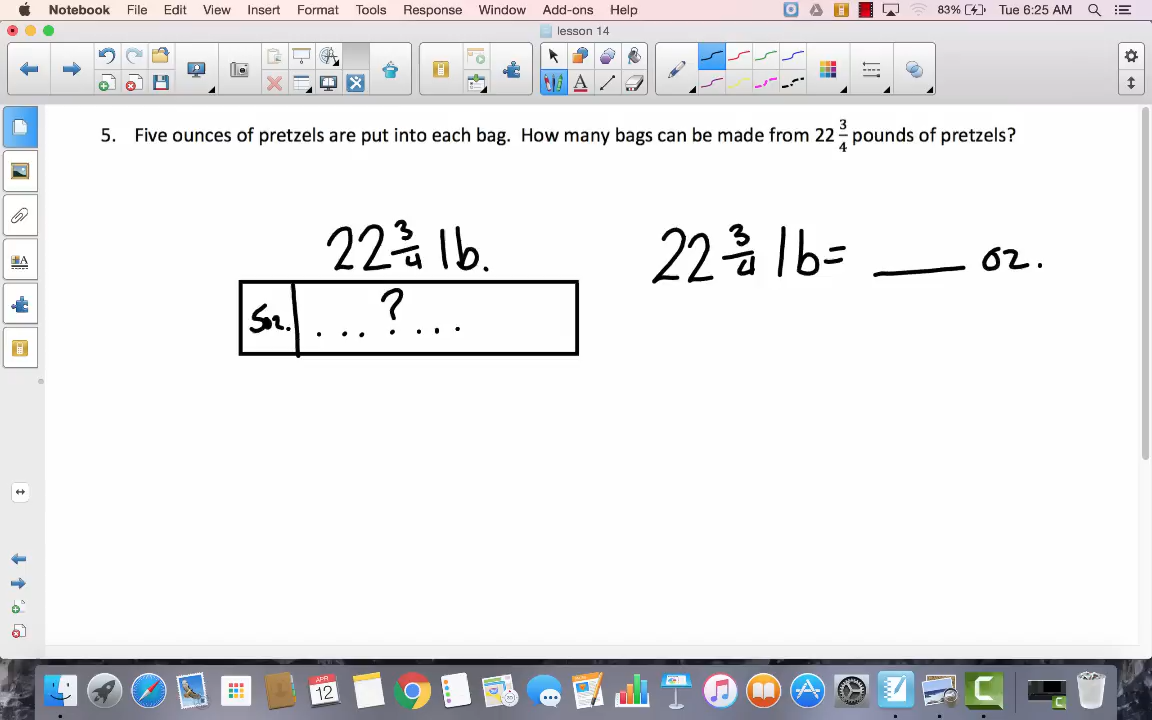 Notebook File Edit View Insert Format Tools Response Window Add-ons Help 83% Tue 6:25 AM
lesson 14
5. Five ounces of pretzels are put into each bag. How many bags can be made from 22 3/4 pounds of pretzels?
22 3/4 lb.
22 3/4 lb = ____ oz.
5oz. ... ? ...
APR
12